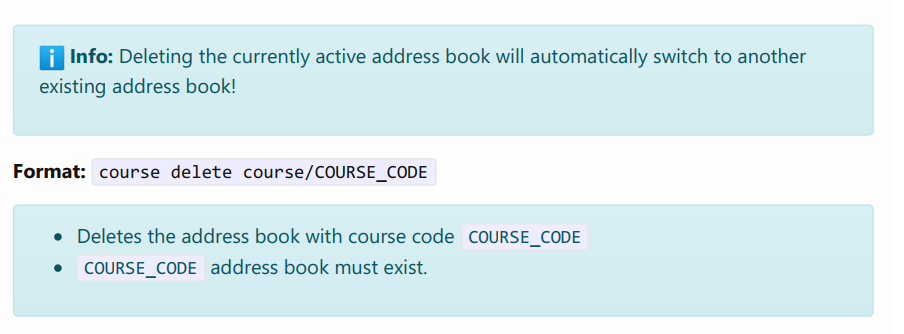 ℹ️ Info: Deleting the currently active address book will automatically switch to another
existing address book!
Format: course delete course/COURSE_CODE
• Deletes the address book with course code COURSE_CODE
• COURSE_CODE address book must exist.